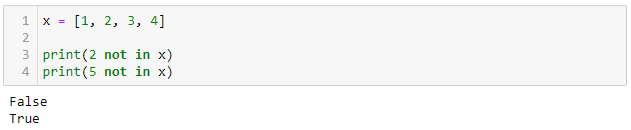 1 x = [1, 2, 3, 4]
2
3 print(2 not in x)
4 print(5 not in x)
False
True